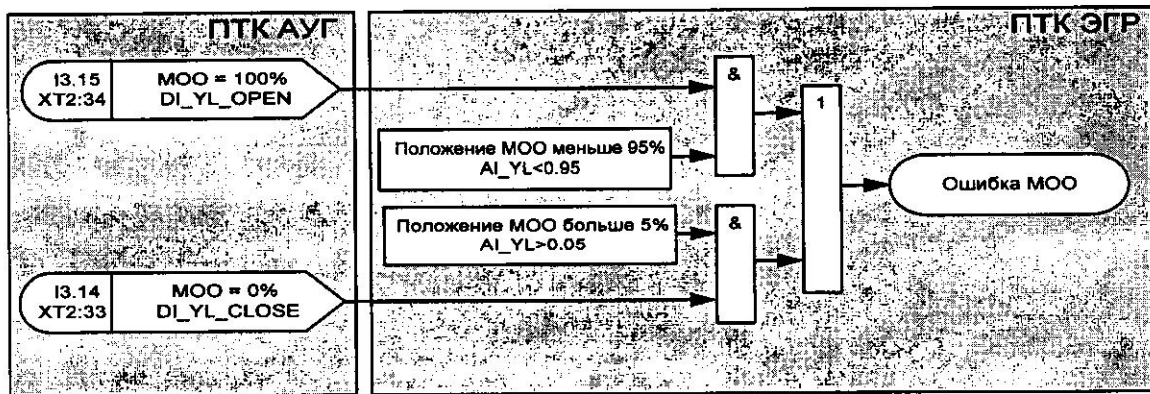 ПТК АУГ
ПТК ЭГР
I3.15
XT2:34
МОО = 100%
DI_YL_OPEN
&
1
Положение МОО меньше 95%
AI_YL<0.95
Ошибка МОО
Положение МОО больше 5%
AI_YL>0.05
&
I3.14
XT2:33
МОО = 0%
DI_YL_CLOSE